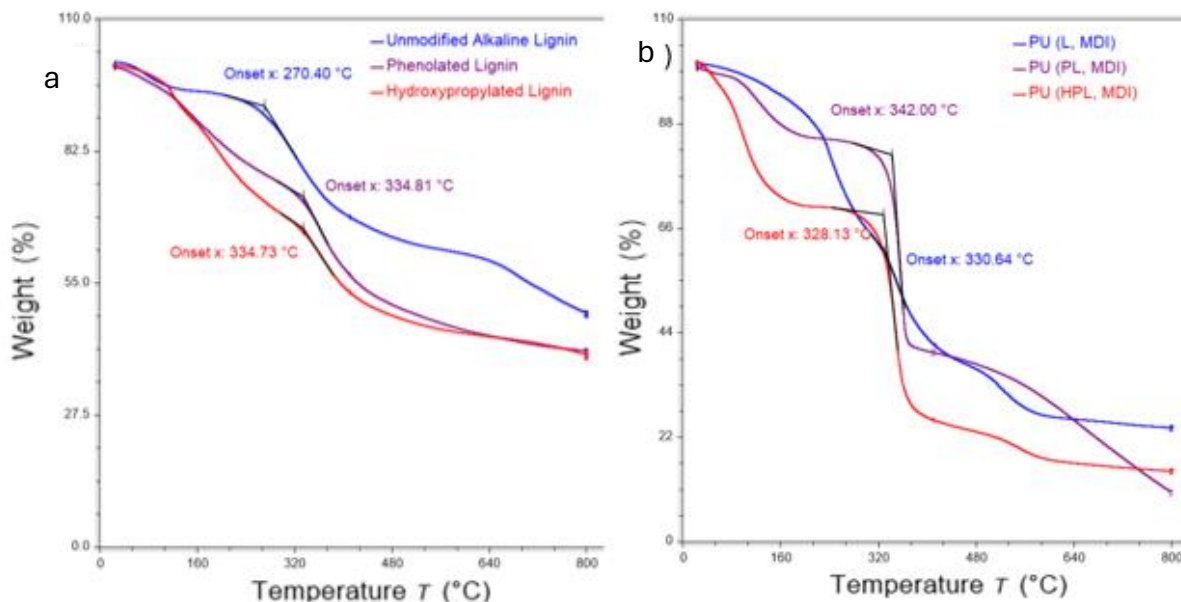 a
110.0
82.5
55.0
27.5
0.0
Weight (%)
Unmodified Alkaline Lignin
Phenolated Lignin
Hydroxypropylated Lignin
Onset x: 270.40 °C
Onset x: 334.81 °C
Onset x: 334.73 °C
0 160 320 480 640 800
Temperature T (°C)
b )
110
88
66
44
22
0
Weight (%)
PU (L, MDI)
PU (PL, MDI)
PU (HPL, MDI)
Onset x: 342.00 °C
Onset x: 328.13 °C
Onset x: 330.64 °C
0 160 320 480 640 800
Temperature T (°C)